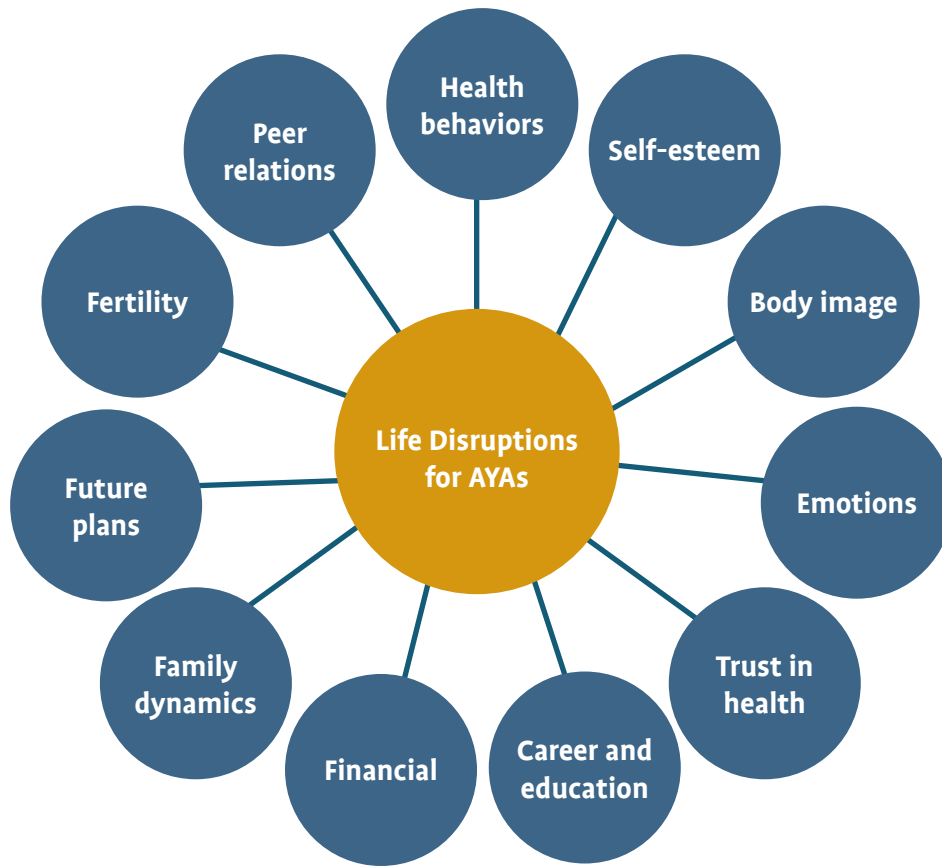 Health
behaviors
Self-esteem
Body image
Emotions
Trust in
health
Career and
education
Financial
Family
dynamics
Future
plans
Fertility
Peer
relations
Life Disruptions
for AYAs